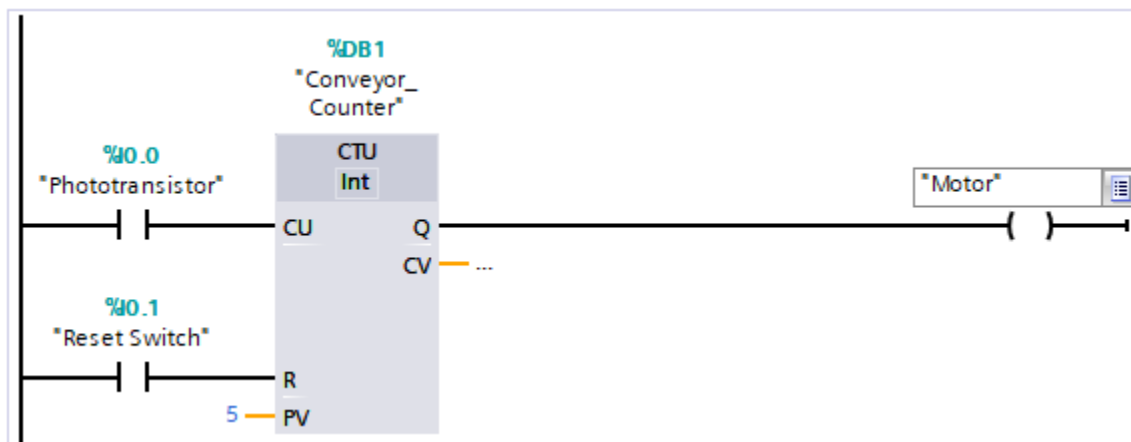 %DB1
"Conveyor_
Counter"
%I0.0
"Phototransistor"
CTU
Int
"Motor"
CU
Q
CV
...
%I0.1
"Reset Switch"
R
5
PV